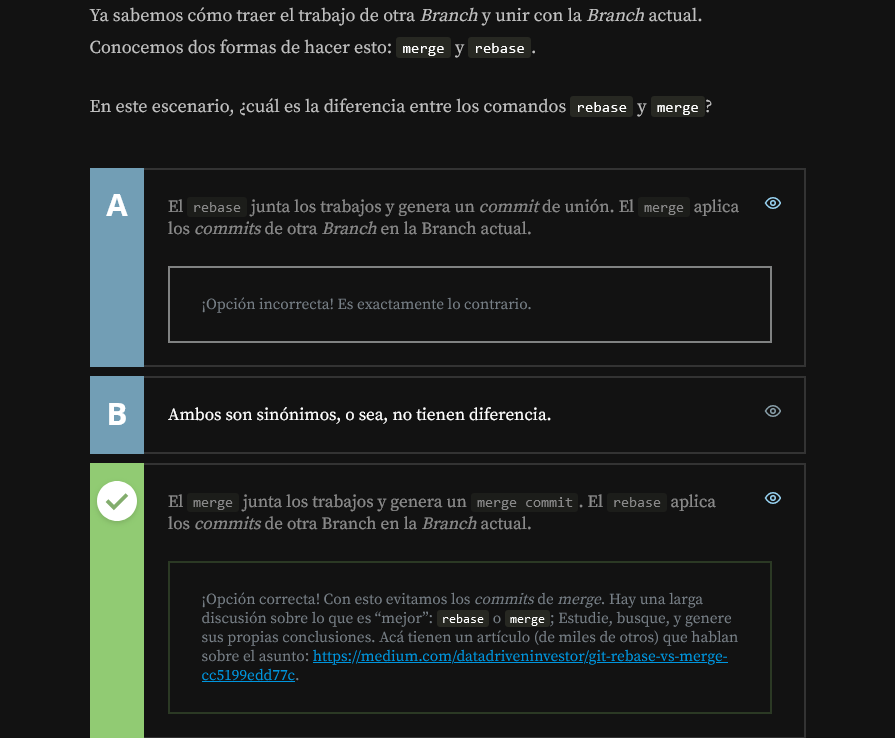 Ya sabemos cómo traer el trabajo de otra Branch y unir con la Branch actual.
Conocemos dos formas de hacer esto: merge y rebase.
En este escenario, ¿cuál es la diferencia entre los comandos rebase y merge?
A
El rebase junta los trabajos y genera un commit de unión. El merge aplica
los commits de otra Branch en la Branch actual.
¡Opción incorrecta! Es exactamente lo contrario.
B
Ambos son sinónimos, o sea, no tienen diferencia.
El merge junta los trabajos y genera un merge commit. El rebase aplica
los commits de otra Branch en la Branch actual.
¡Opción correcta! Con esto evitamos los commits de merge. Hay una larga
discusión sobre lo que es “mejor”: rebase o merge; Estudie, busque, y genere
sus propias conclusiones. Acá tienen un artículo (de miles de otros) que hablan
sobre el asunto: https://medium.com/datadriveninvestor/git-rebase-vs-merge-
cc5199edd77c.